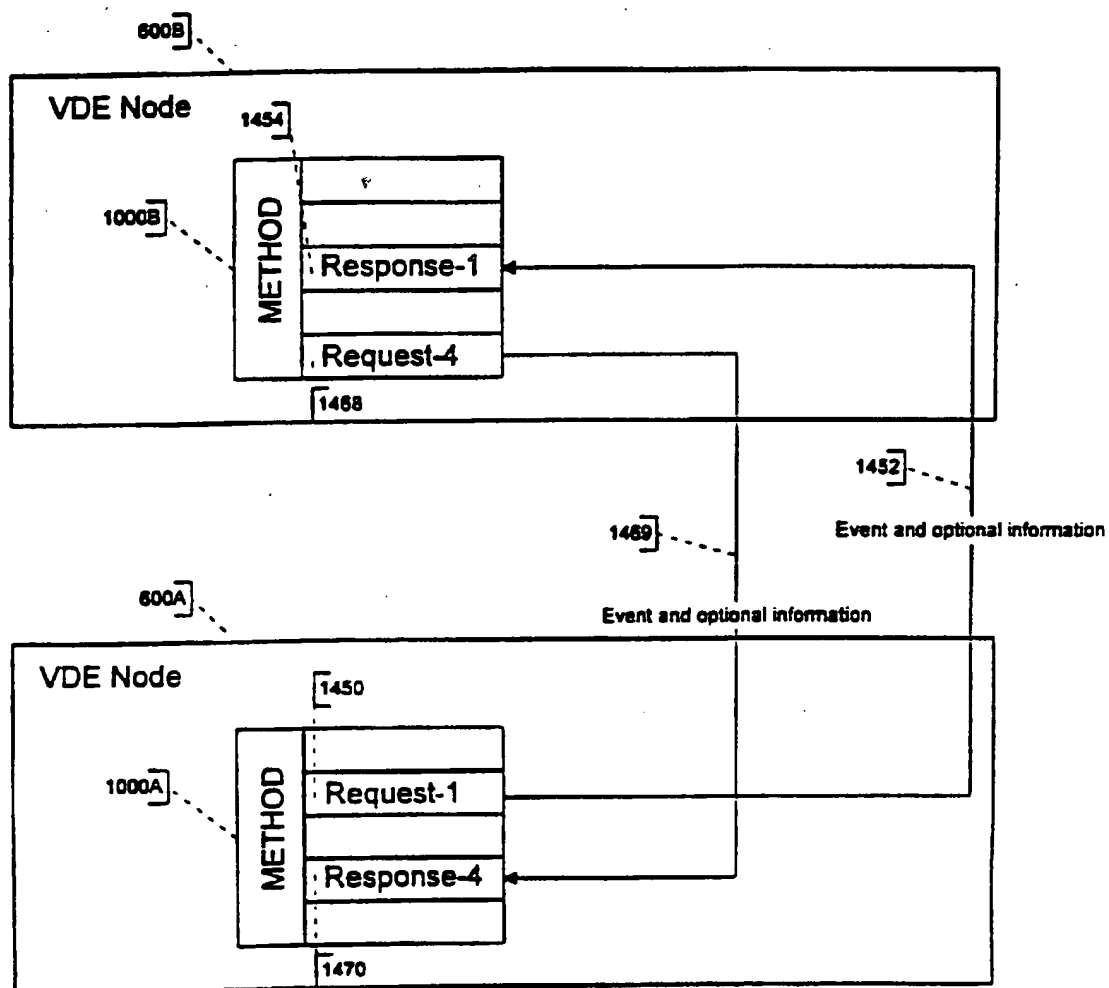 600B
VDE Node
1454
1000B
METHOD
Response-1
Request-4
1468
1452
Event and optional information
1469
600A
Event and optional information
VDE Node
1450
1000A
METHOD
Request-1
Response-4
1470